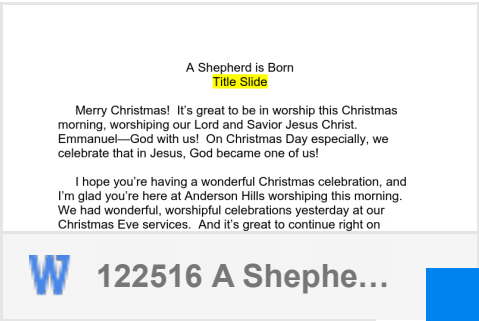 A Shepherd is Born
Title Slide
Merry Christmas!  It’s great to be in worship this Christmas
morning, worshiping our Lord and Savior Jesus Christ.
Emmanuel—God with us!  On Christmas Day especially, we
celebrate that in Jesus, God became one of us!
I hope you’re having a wonderful Christmas celebration, and
I’m glad you’re here at Anderson Hills worshiping this morning.
We had wonderful, worshipful celebrations yesterday at our
Christmas Eve services.  And it’s great to continue right on
W 122516 A Shephe…